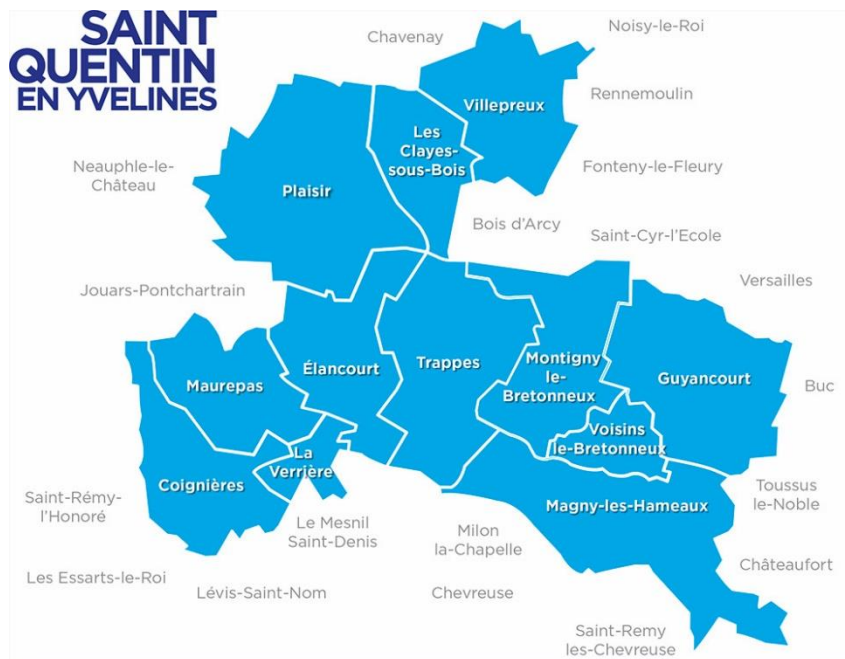 SAINT
QUENTIN
EN YVELINES
Chavenay
Noisy-le-Roi
Villepreux
Rennemoulin
Les
Clayes-
sous-Bois
Neauphle-le-
Château
Plaisir
Fonteny-le-Fleury
Bois d'Arcy
Saint-Cyr-l'Ecole
Jouars-Pontchartrain
Versailles
Maurepas
Élancourt
Trappes
Montigny
le-
Bretonneux
Guyancourt
Buc
Voisins
le-Bretonneux
La
Verrière
Coignières
Saint-Rémy-
l'Honoré
Magny-les-Hameaux
Toussus
le-Noble
Le Mesnil
Saint-Denis
Milon
la-Chapelle
Châteaufort
Les Essarts-le-Roi
Lévis-Saint-Nom
Chevreuse
Saint-Remy
les-Chevreuse